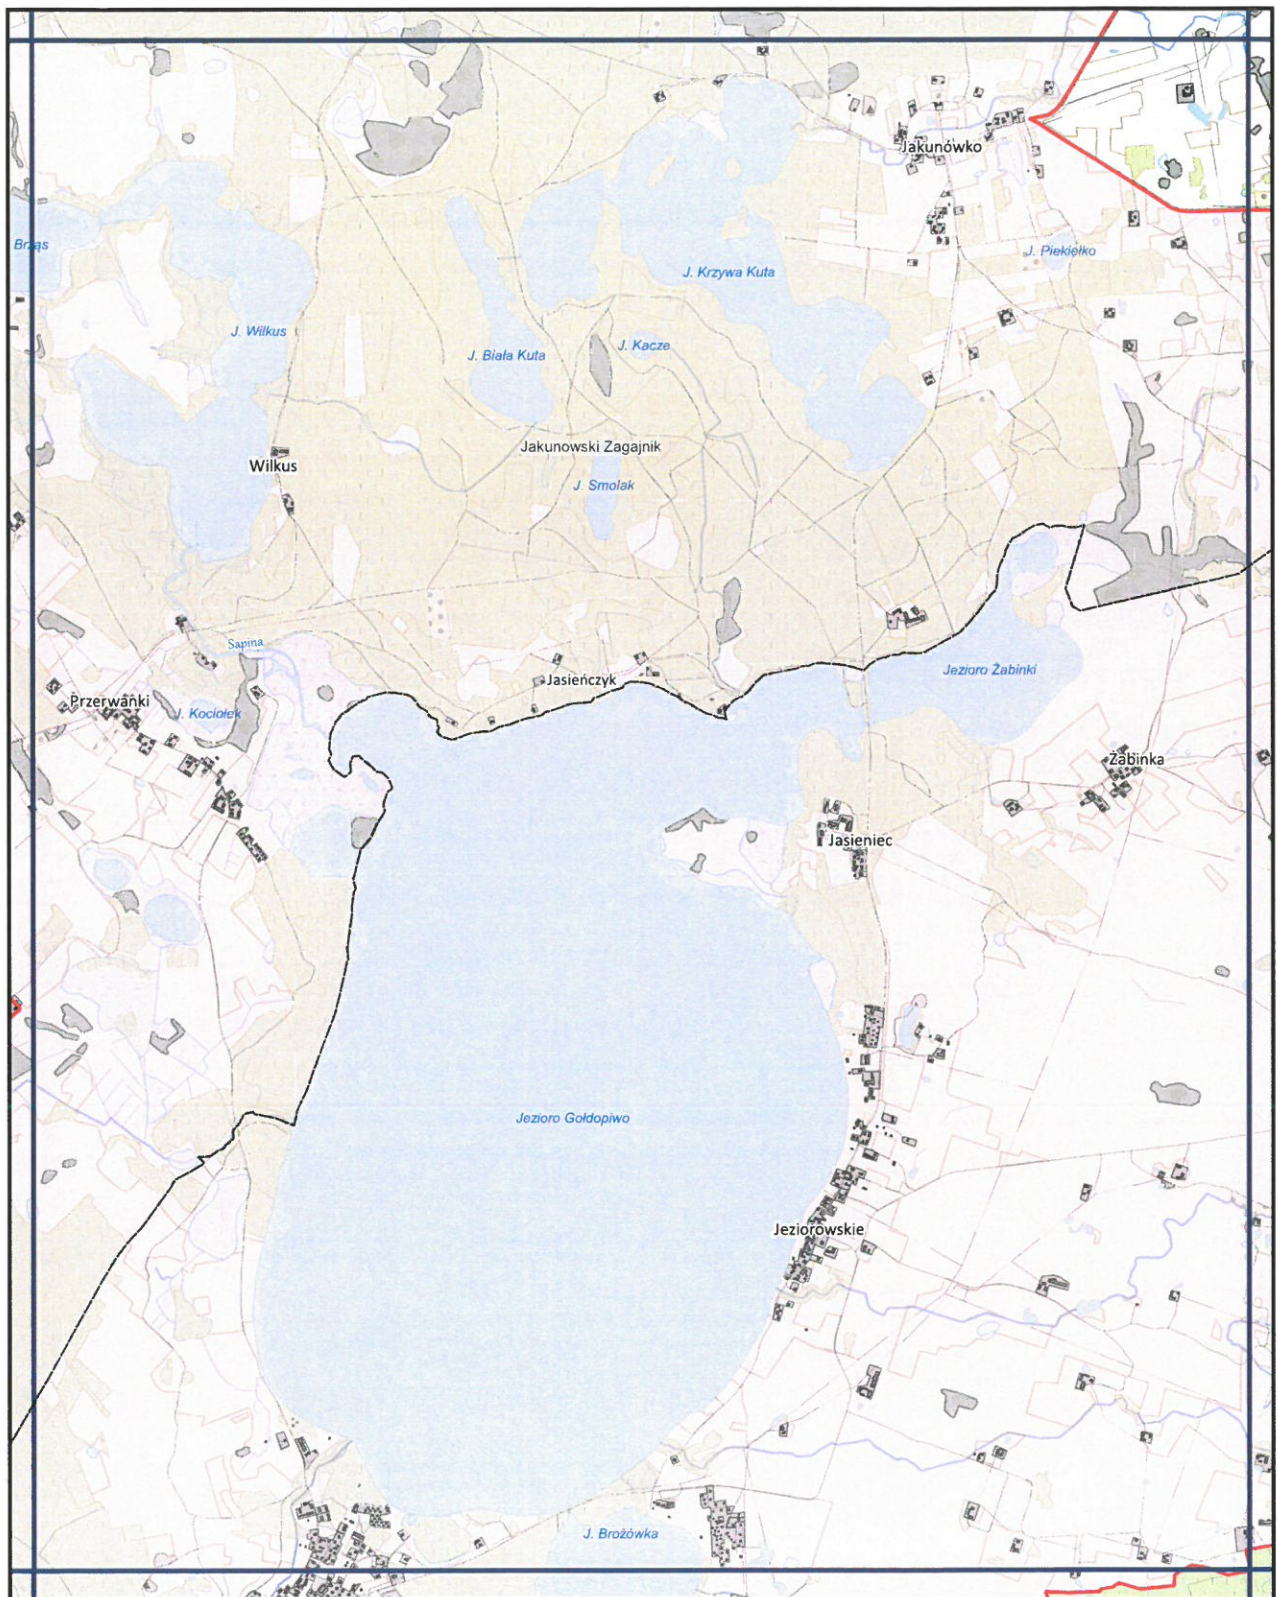 Jakunówko
Brząs
J. Piekiełko
J. Krzywa Kuta
J. Wilkus
J. Kacze
J. Biała Kuta
Jakunowski Zagajnik
Wilkus
J. Smolak
Sapina
Jezioro Żabinki
Jasieńczyk
Przerwanki
J. Kociołek
Żabinka
Jasieniec
Jezioro Gołdopiwo
Jeziorowskie
J. Brożówka